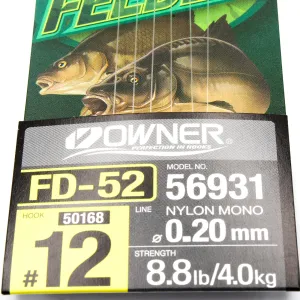 FEEDER
OWNER
PERFECTION IN HOOKS
FD-52
MODEL NO.
56931
HOOK
50168
LINE
NYLON MONO
#12
ø 0.20 mm
STRENGTH
8.8lb/4.0kg